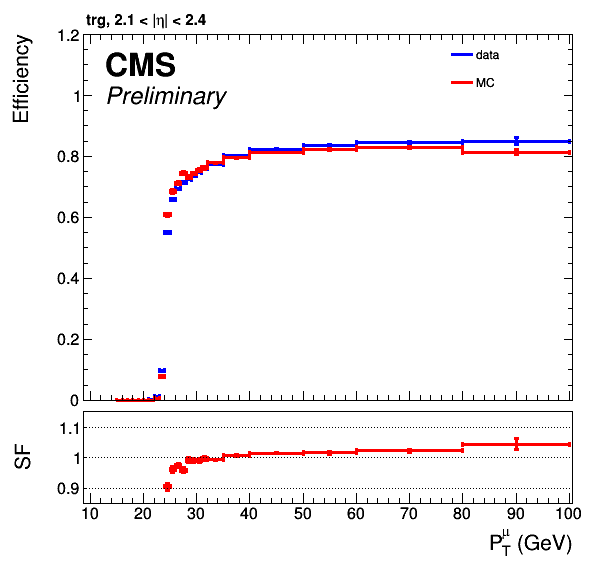 trg, 2.1 < |η| < 2.4
Efficiency
1.2
1
0.8
0.6
0.4
0.2
0
CMS
Preliminary
data
MC
SF
1.1
1
0.9
10 20 30 40 50 60 70 80 90 100
P_T^μ (GeV)